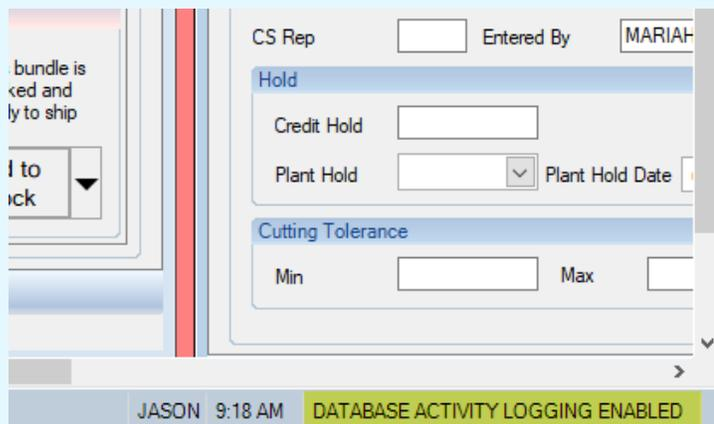 CS Rep
Entered By
MARIAH
bundle is
ked and
ly to ship
Hold
Credit Hold
d to
ock
Plant Hold
Plant Hold Date
Cutting Tolerance
Min
Max
JASON
9:18 AM
DATABASE ACTIVITY LOGGING ENABLED